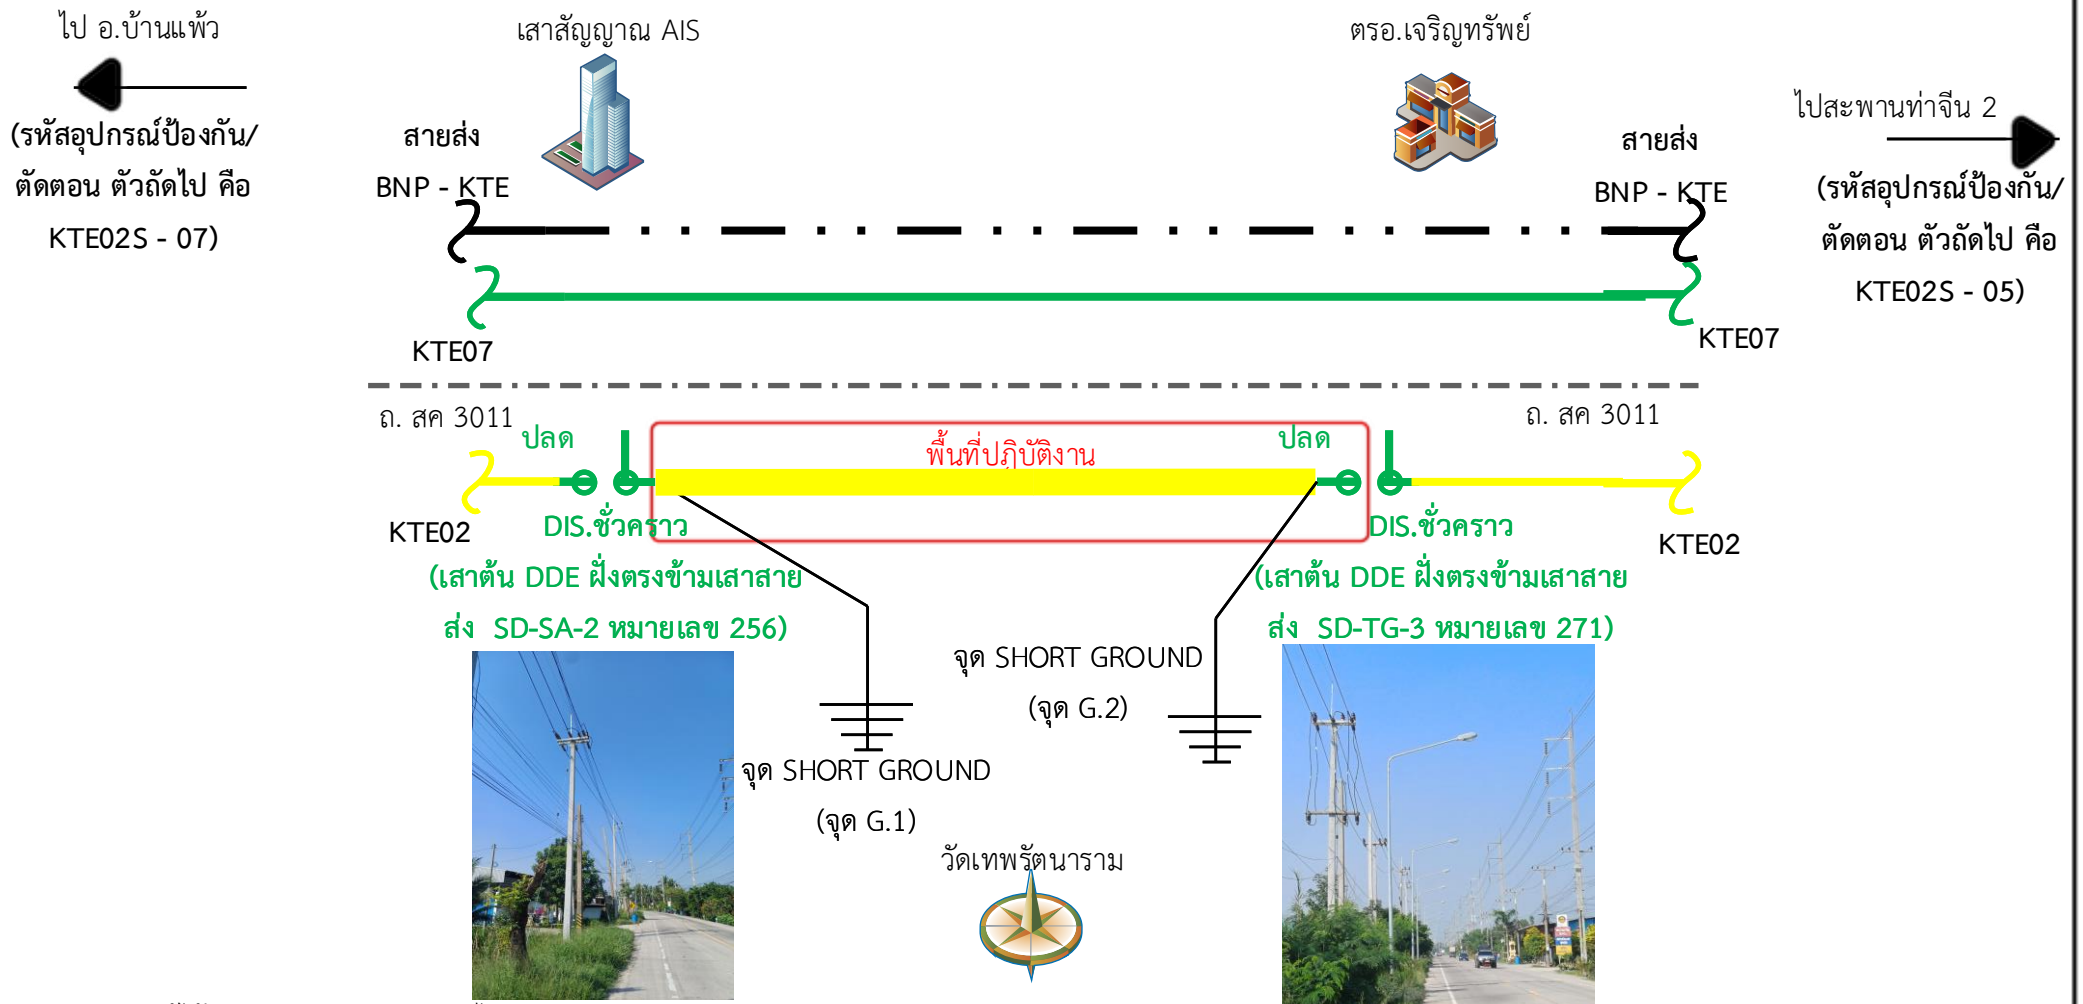 ไป อ.บ้านแพ้ว
(รหัสอุปกรณ์ป้องกัน/
ตัดตอน ตัวถัดไป คือ
KTE02S - 07)
เสาสัญญาณ AIS
ตรอ.เจริญทรัพย์
ไปสะพานท่าจีน 2
(รหัสอุปกรณ์ป้องกัน/
ตัดตอน ตัวถัดไป คือ
KTE02S - 05)
สายส่ง
BNP - KTE
สายส่ง
BNP - KTE
KTE07
KTE07
ถ. สค 3011
ถ. สค 3011
ปลด
พื้นที่ปฏิบัติงาน
ปลด
KTE02
KTE02
DIS.ชั่วคราว
(เสาต้น DDE ฝั่งตรงข้ามเสาสาย
ส่ง SD-SA-2 หมายเลข 256)
DIS.ชั่วคราว
(เสาต้น DDE ฝั่งตรงข้ามเสาสาย
ส่ง SD-TG-3 หมายเลข 271)
จุด SHORT GROUND
(จุด G.2)
จุด SHORT GROUND
(จุด G.1)
วัดเทพรัตนาราม